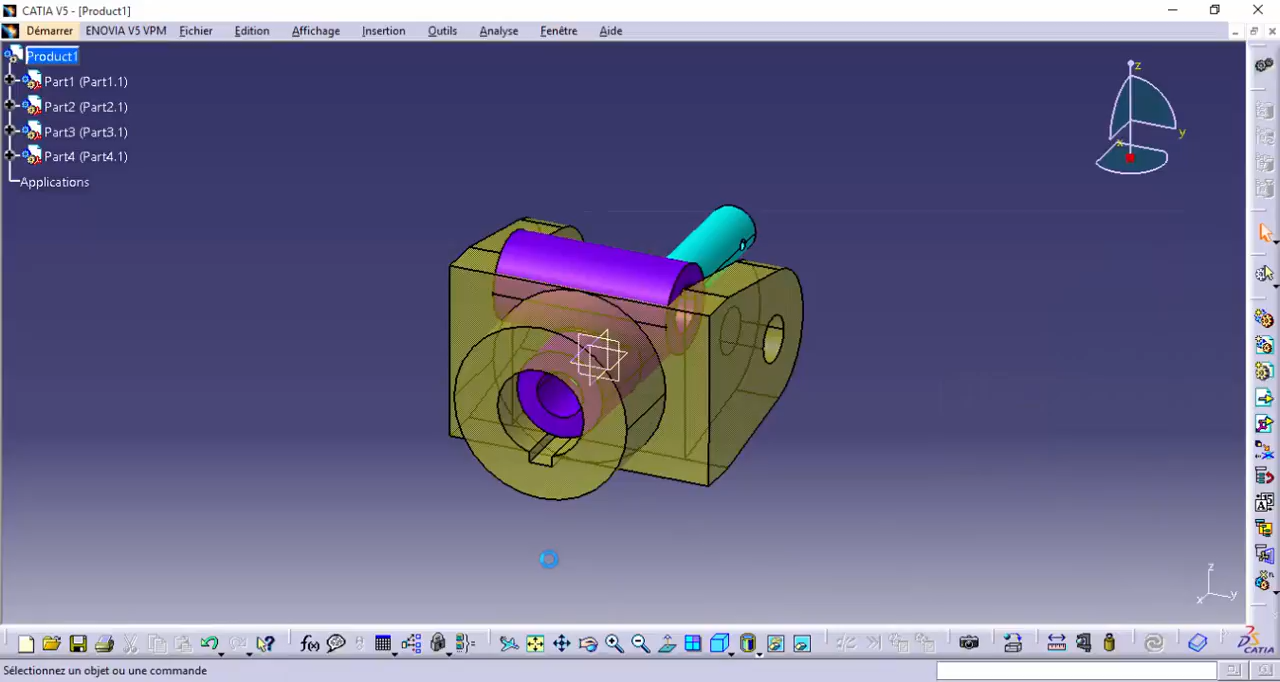 CATIA V5 - [Product1]
Démarrer ENOVIA V5 VPM Fichier Edition Affichage Insertion Outils Analyse Fenêtre Aide
Product1
Part1 (Part1.1)
Part2 (Part2.1)
Part3 (Part3.1)
Part4 (Part4.1)
Applications
z
y
x
z
x y
f(x)
CATIA
Sélectionnez un objet ou une commande